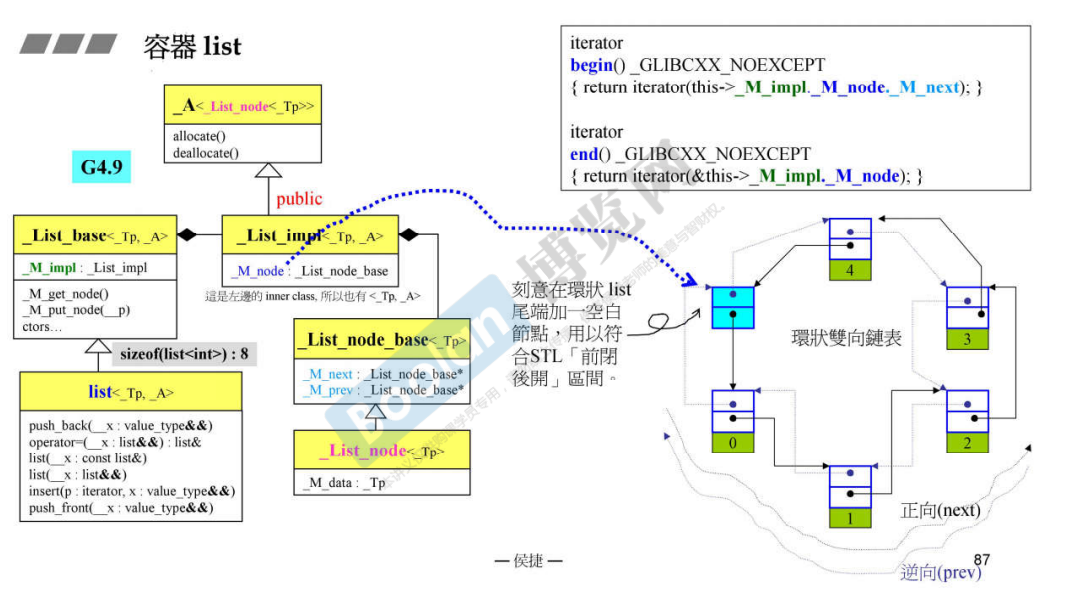 容器 list
iterator
begin() _GLIBCXX_NOEXCEPT
{ return iterator(this->_M_impl._M_node._M_next); }
iterator
end() _GLIBCXX_NOEXCEPT
{ return iterator(&this->_M_impl._M_node); }
_A<_List_node<_Tp>>
allocate()
deallocate()
G4.9
public
_List_base<_Tp, _A>
_M_impl : _List_impl
_M_get_node()
_M_put_node(__p)
ctors…
_List_impl<_Tp, _A>
_M_node : _List_node_base
這是左邊的 inner class, 所以也有 <_Tp, _A>
sizeof(list<int>) : 8
list<_Tp, _A>
push_back(__x : value_type&&)
operator=(__x : list&&) : list&
list(__x : const list&)
list(__x : list&&)
insert(p : iterator, x : value_type&&)
push_front(__x : value_type&&)
_List_node_base<_Tp>
_M_next : _List_node_base*
_M_prev : _List_node_base*
_List_node<_Tp>
_M_data : _Tp
刻意在環狀 list
尾端加一空白
節點，用以符
合STL「前閉
後開」區間。
4
環狀雙向鏈表
3
0
2
1
正向(next)
逆向(prev)
— 侯捷 —
87
Boolan
博览网